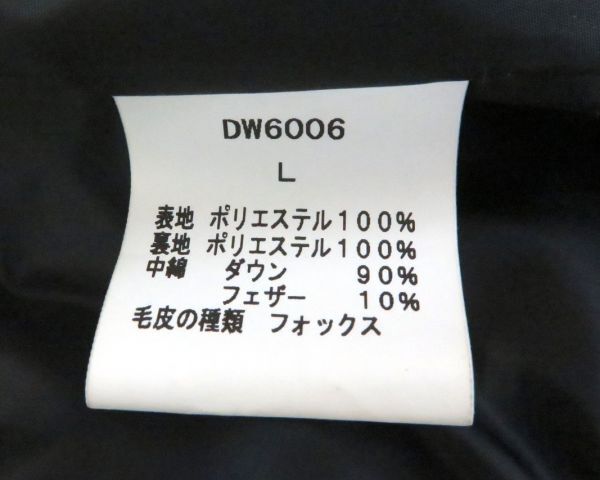 DW6006
L
表地 ポリエステル100%
裏地 ポリエステル100%
中綿 ダウン 90%
フェザー 10%
毛皮の種類 フォックス